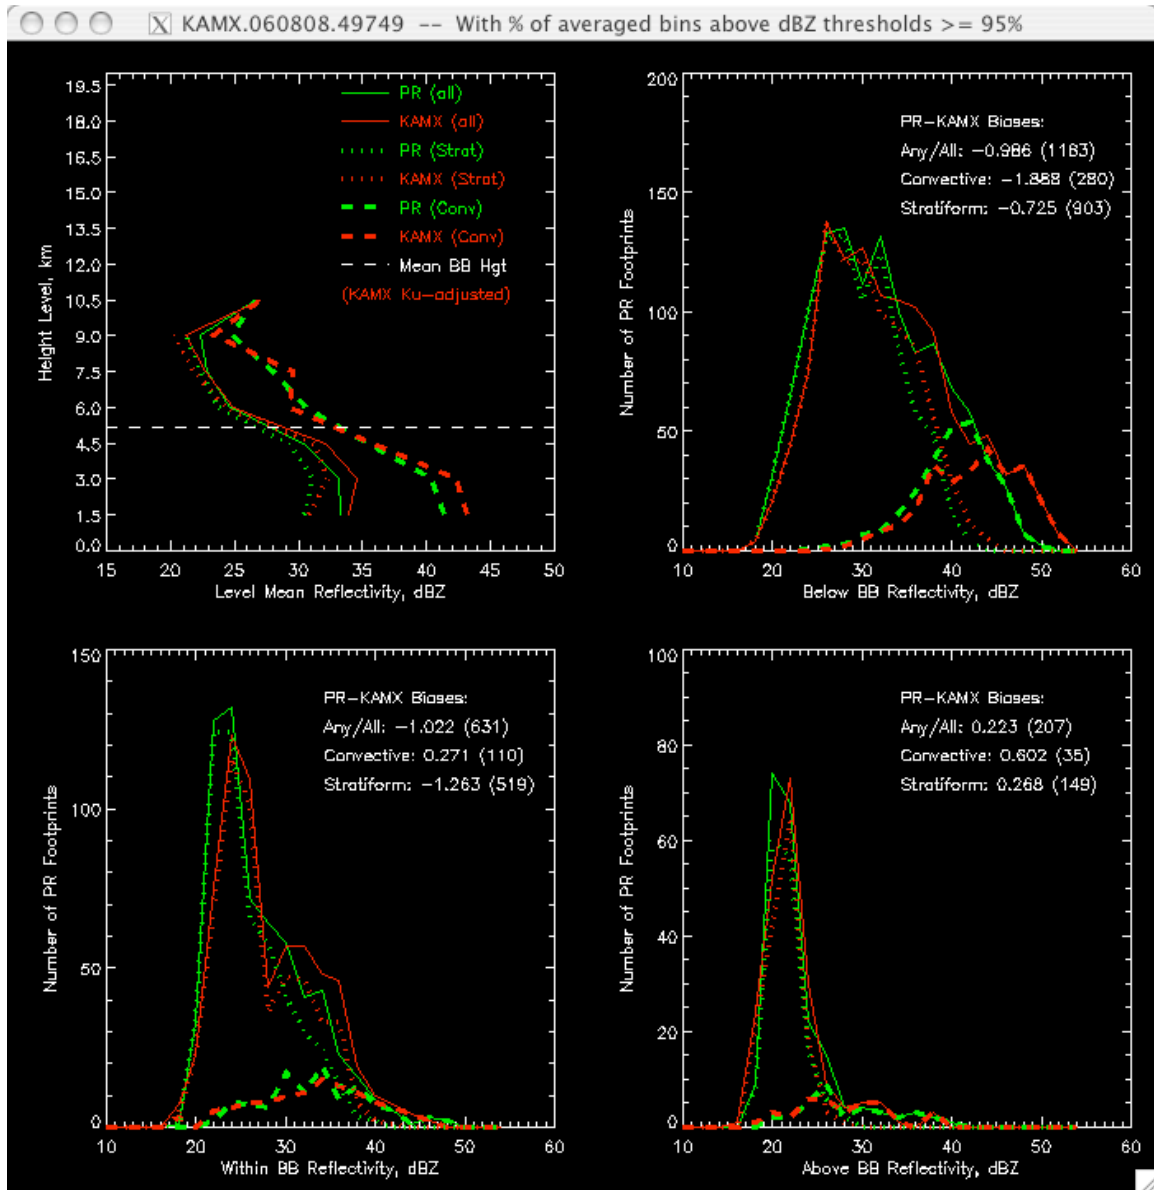 KAMX.060808.49749 -- With % of averaged bins above dBZ thresholds >= 95%
19.5
18.0
16.5
15.0
13.5
12.0
10.5
9.0
7.5
6.0
4.5
3.0
1.5
0.0
Height Level, km
PR (all)
KAMX (all)
PR (Strat)
KAMX (Strat)
PR (Conv)
KAMX (Conv)
Mean BB Hgt
(KAMX Ku-adjusted)
15 20 25 30 35 40 45 50
Level Mean Reflectivity, dBZ
200
150
100
50
0
Number of PR Footprints
PR-KAMX Biases:
Any/All: -0.986 (1163)
Convective: -1.888 (280)
Stratiform: -0.725 (903)
10 20 30 40 50 60
Below BB Reflectivity, dBZ
150
100
50
0
Number of PR Footprints
PR-KAMX Biases:
Any/All: -1.022 (631)
Convective: 0.271 (110)
Stratiform: -1.263 (519)
10 20 30 40 50 60
Within BB Reflectivity, dBZ
100
80
60
40
20
0
Number of PR Footprints
PR-KAMX Biases:
Any/All: 0.223 (207)
Convective: 0.602 (35)
Stratiform: 0.268 (149)
10 20 30 40 50 60
Above BB Reflectivity, dBZ